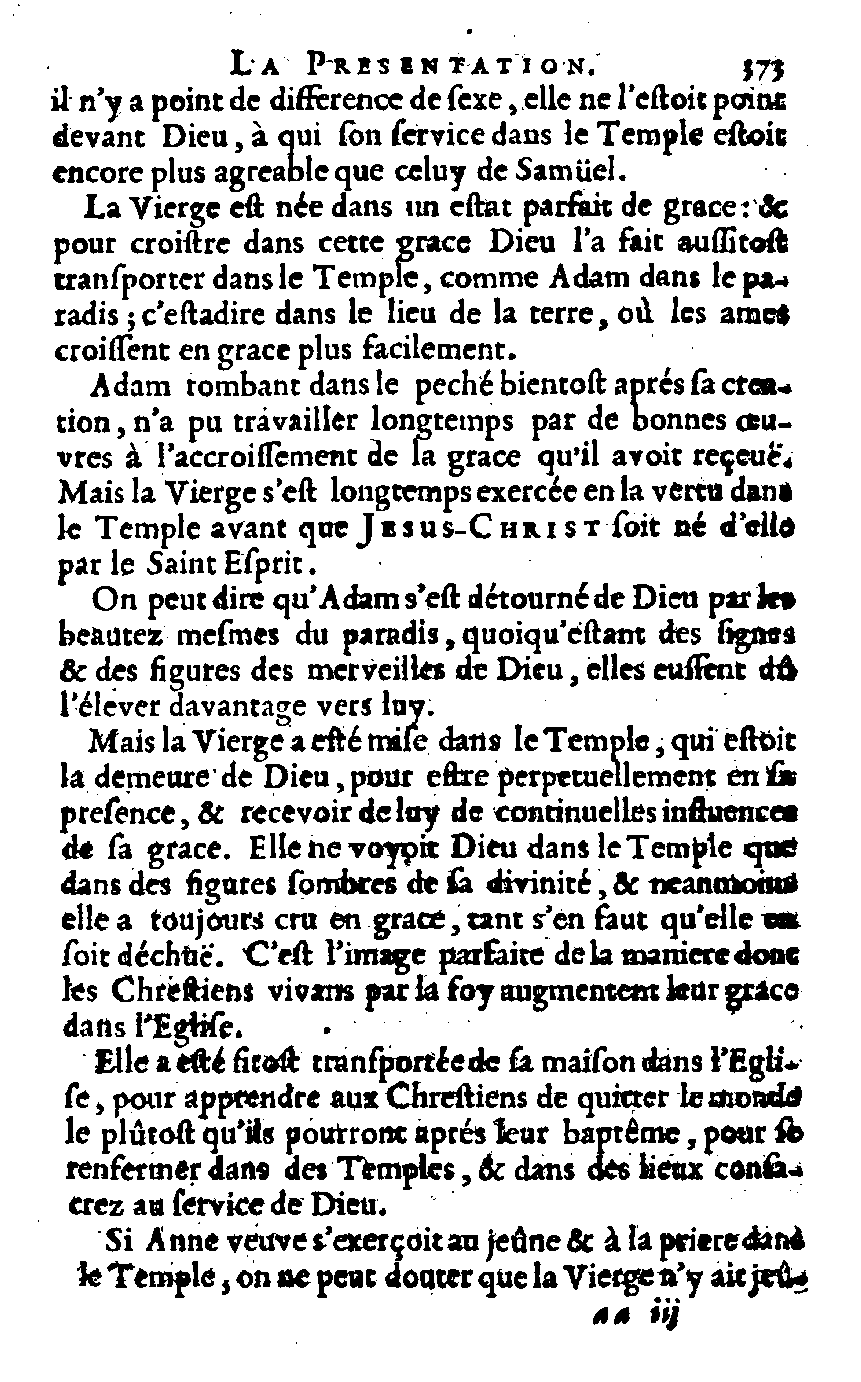 LA PRESENTATION. 373
il n'y a point de difference de ſexe, elle ne l'eſtoit point
devant Dieu, à qui ſon ſervice dans le Temple eſtoit
encore plus agreable que celuy de Samüel.
La Vierge eſt née dans un eſtat parfait de grace: &
pour croiſtre dans cette grace Dieu l'a fait auſſitoſt
tranſporter dans le Temple, comme Adam dans le pa-
radis; c'eſtadire dans le lieu de la terre, où les ames
croiſſent en grace plus facilement.
Adam tombant dans le peché bientoſt aprés ſa crea-
tion, n'a pu travailler longtemps par de bonnes œu-
vres à l'accroiſſement de la grace qu'il avoit reçeuë.
Mais la Vierge s'eſt longtemps exercée en la vertu dans
le Temple avant que JESUS-CHRIST ſoit né d'elle
par le Saint Eſprit.
On peut dire qu'Adam s'eſt détourné de Dieu par les
beautez meſmes du paradis, quoiqu'eſtant des ſignes
& des figures des merveilles de Dieu, elles euſſent dû
l'élever davantage vers luy.
Mais la Vierge a eſté miſe dans le Temple, qui eſtoit
la demeure de Dieu, pour eſtre perpetuellement en ſa
preſence, & recevoir de luy de continuelles influences
de ſa grace. Elle ne voyoit Dieu dans le Temple que
dans des figures ſombres de ſa divinité, & neanmoins
elle a toujours cru en grace, tant s'en faut qu'elle en
ſoit déchuë. C'eſt l'image parfaite de la maniere dont
les Chreſtiens vivans par la foy augmentent leur grace
dans l'Egliſe.
Elle a eſté ſitoſt tranſportée de ſa maiſon dans l'Egli-
ſe, pour apprendre aux Chreſtiens de quitter le monde
le plûtoſt qu'ils pourront aprés leur baptême, pour ſe
renfermer dans des Temples, & dans des lieux conſa-
crez au ſervice de Dieu.
Si Anne veuve s'exerçoit au jeûne & à la priere dans
le Temple, on ne peut douter que la Vierge n'y ait jeû-
aa iij